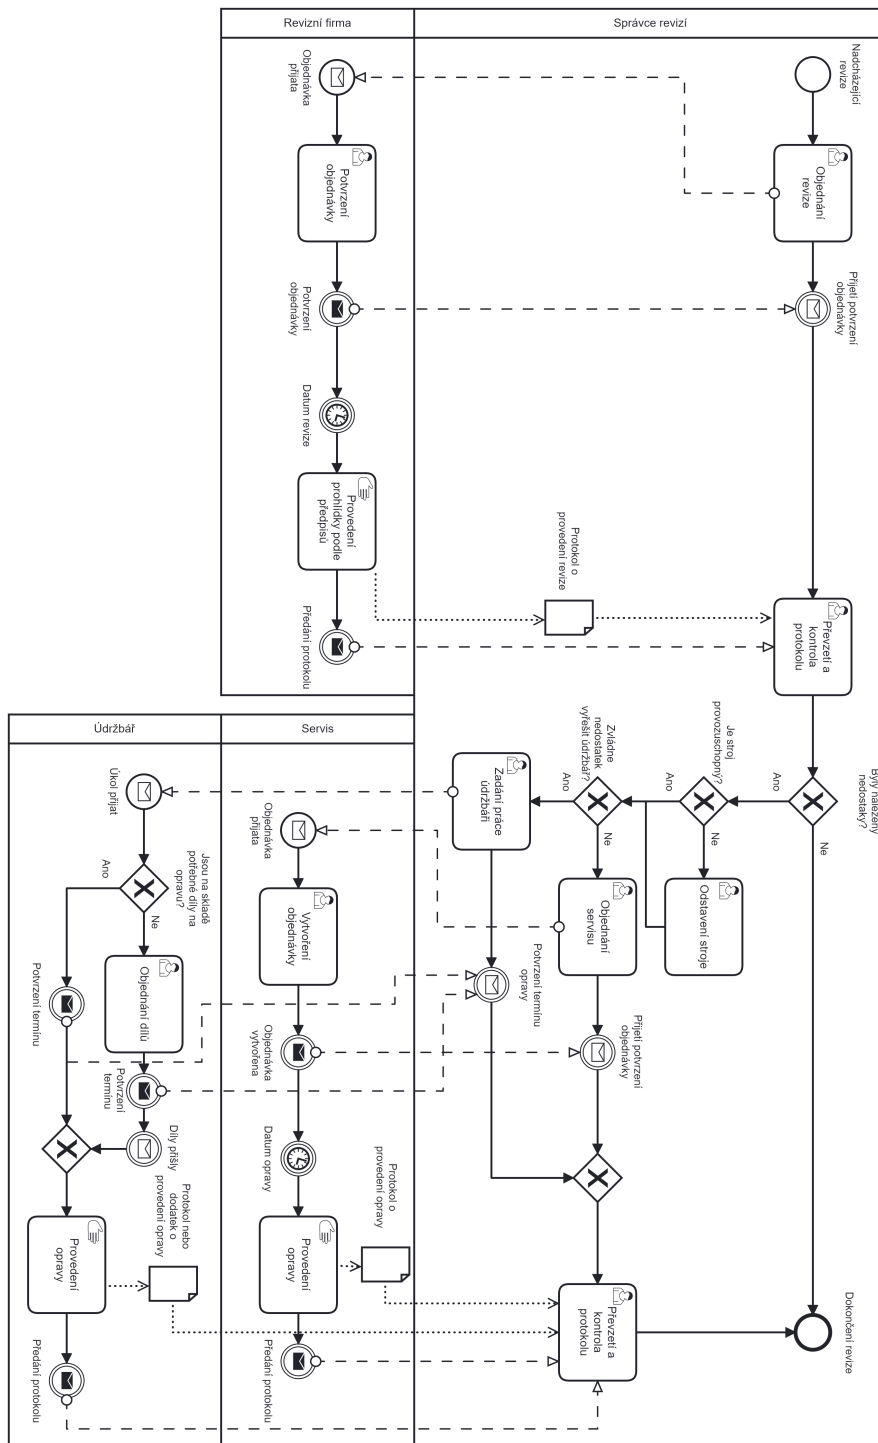 Správce revizí
Nadcházející
revize
Objednání
revize
Přijetí potvrzení
objednávky
Převzetí a
kontrola
protokolu
Byly nalezeny
nedostaky?
Ano
Ne
Je stroj
provozuschopný?
Ano
Ne
Odstavení stroje
Zvládne
nedostatek
vyřešit údržbář?
Ano
Ne
Objednání
servisu
Zadání práce
údržbáři
Potvrzení termínu
opravy
Přijetí potvrzení
objednávky
Převzetí a
kontrola
protokolu
Dokončení revize
Protokol o
provedení revize
Revizní firma
Objednávka
přijata
Potvrzení
objednávky
Potvrzení
objednávky
Datum revize
Provedení
prohlídky podle
předpisů
Předání protokolu
Servis
Objednávka
přijata
Vytvoření
objednávky
Objednávka
vytvořena
Datum opravy
Protokol o
provedení opravy
Provedení
opravy
Předání protokolu
Údržbář
Úkol přijat
Jsou na skladě
potřebné díly na
opravu?
Ano
Ne
Objednání dílů
Potvrzení termínu
Potvrzení
termínu
Díly přišly
Protokol nebo
dodatek o
provedení opravy
Provedení
opravy
Předání protokolu